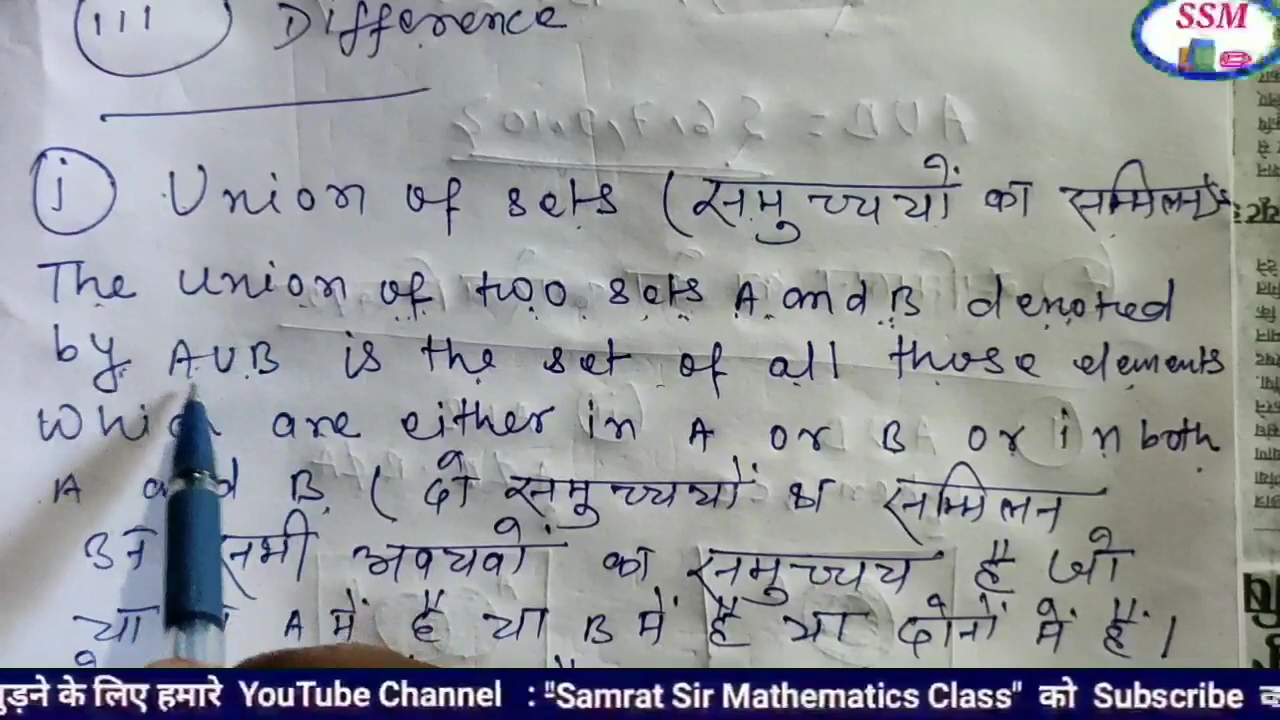 (iii) Difference
SSM
(i) Union of sets (समुच्चयों का सम्मिलन)
The union of two sets A and B denoted
by A∪B is the set of all those elements
Which are either in A or B or in both
A and B (दो समुच्चयों का सम्मिलन
उन सभी अवयवों का समुच्चय है जो
या A में है या B में है या दोनों में हैं।
जुड़ने के लिए हमारे YouTube Channel : "Samrat Sir Mathematics Class" को Subscribe